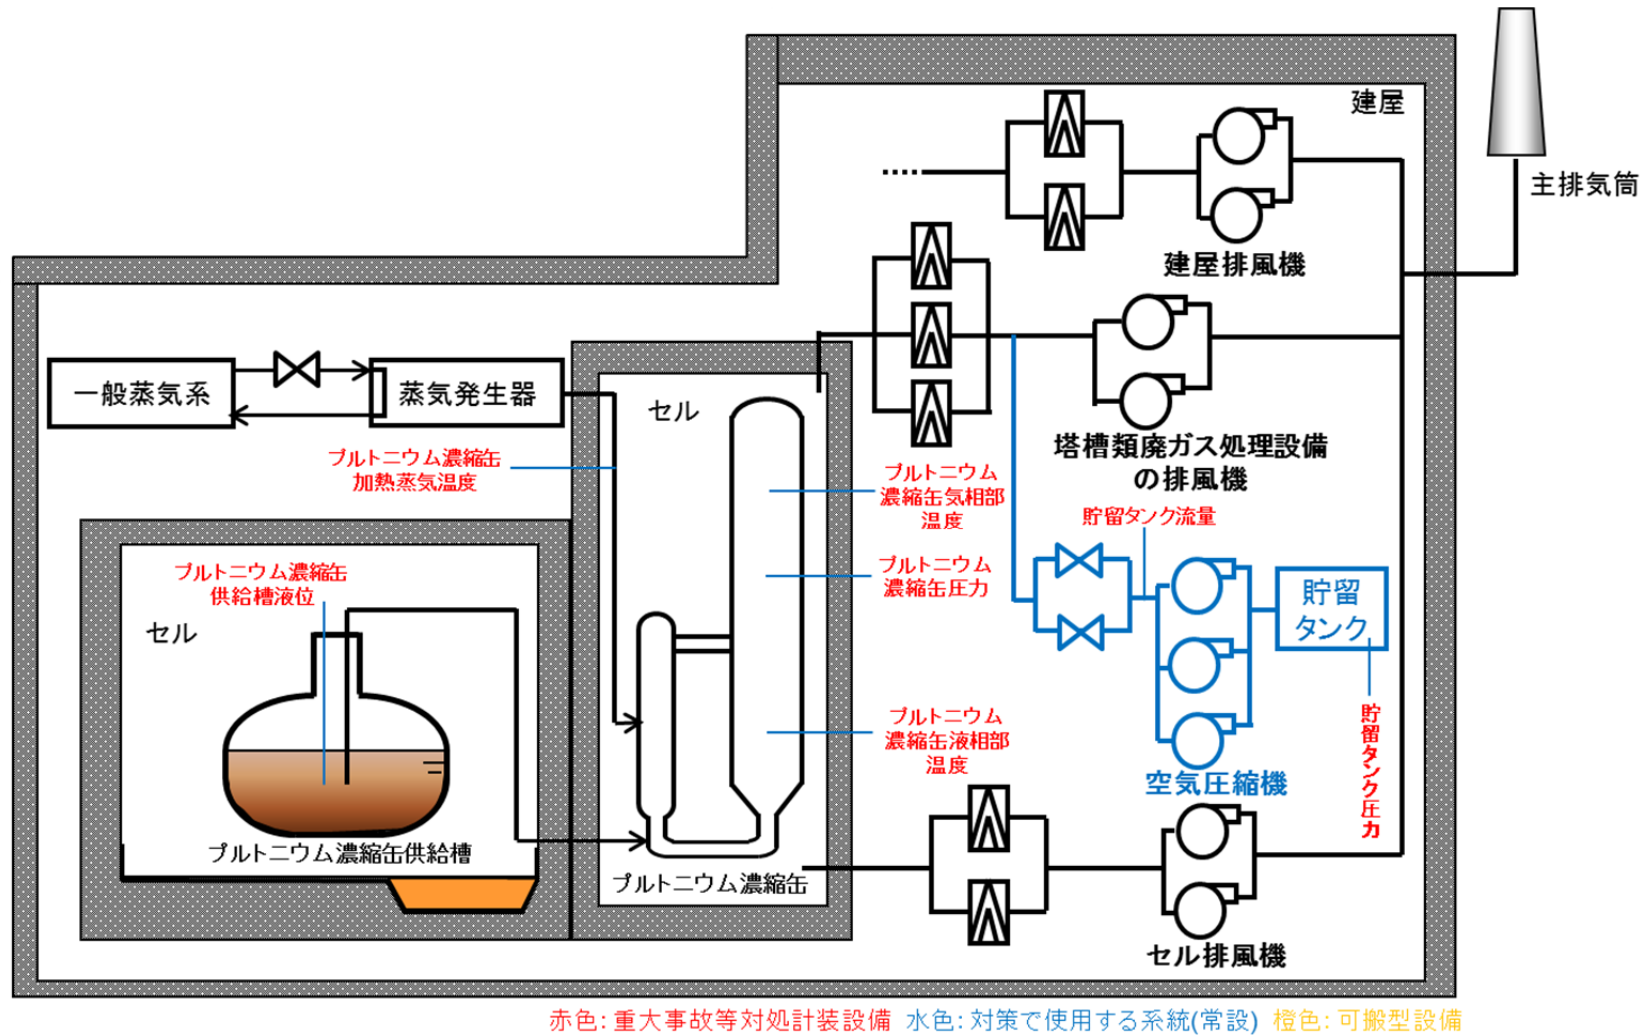 建屋
主排気筒
建屋排風機
一般蒸気系
蒸気発生器
セル
プルトニウム濃縮缶
加熱蒸気温度
プルトニウム
濃縮缶気相部
温度
塔槽類廃ガス処理設備
の排風機
貯留タンク流量
プルトニウム濃縮缶
供給槽液位
セル
プルトニウム
濃縮缶圧力
貯留
タンク
プルトニウム
濃縮缶液相部
温度
空気圧縮機
貯留タンク圧力
プルトニウム濃縮缶供給槽
プルトニウム濃縮缶
セル排風機
赤色：重大事故等対処計装設備 水色：対策で使用する系統(常設) 橙色：可搬型設備